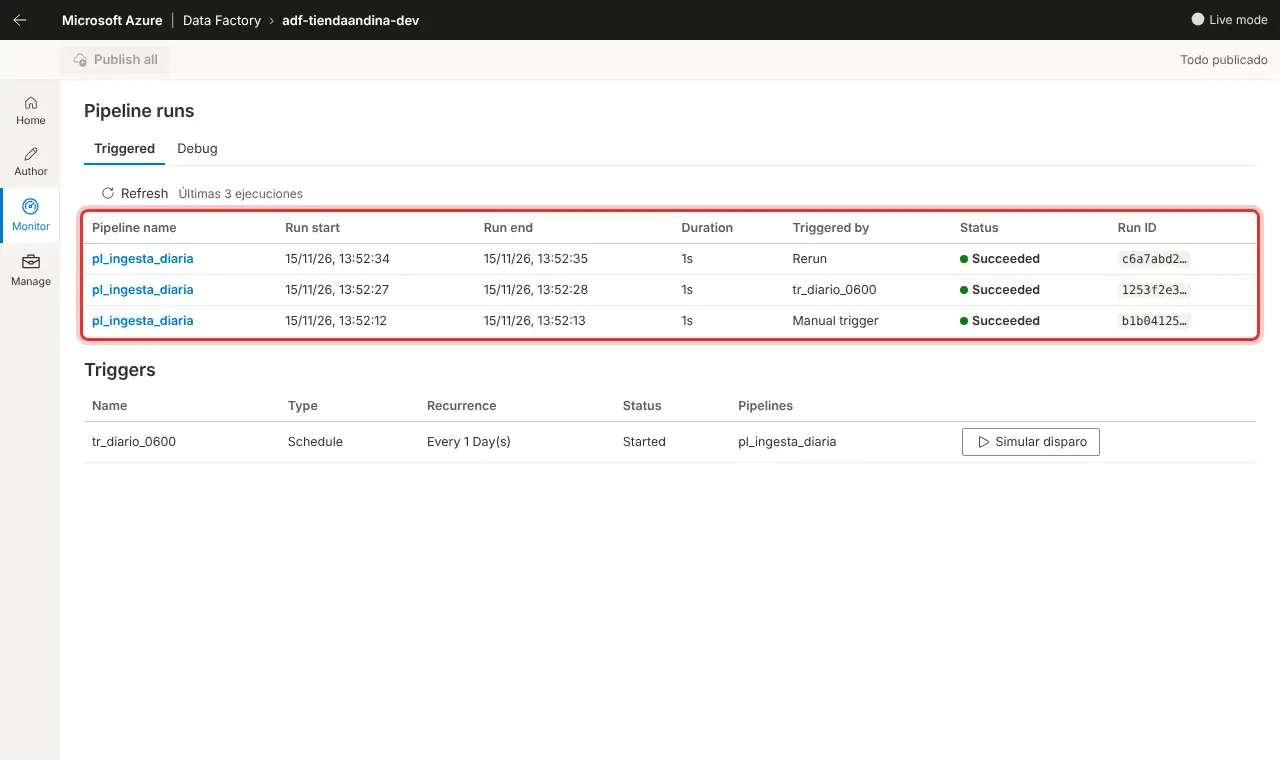 Microsoft Azure | Data Factory › adf-tiendaandina-dev
Live mode
Publish all
Todo publicado
Home
Author
Monitor
Manage
Pipeline runs
Triggered Debug
Refresh Últimas 3 ejecuciones
Pipeline name Run start Run end Duration Triggered by Status Run ID
pl_ingesta_diaria 15/11/26, 13:52:34 15/11/26, 13:52:35 1s Rerun Succeeded c6a7abd2…
pl_ingesta_diaria 15/11/26, 13:52:27 15/11/26, 13:52:28 1s tr_diario_0600 Succeeded 1253f2e3…
pl_ingesta_diaria 15/11/26, 13:52:12 15/11/26, 13:52:13 1s Manual trigger Succeeded b1b04125…
Triggers
Name Type Recurrence Status Pipelines
tr_diario_0600 Schedule Every 1 Day(s) Started pl_ingesta_diaria Simular disparo